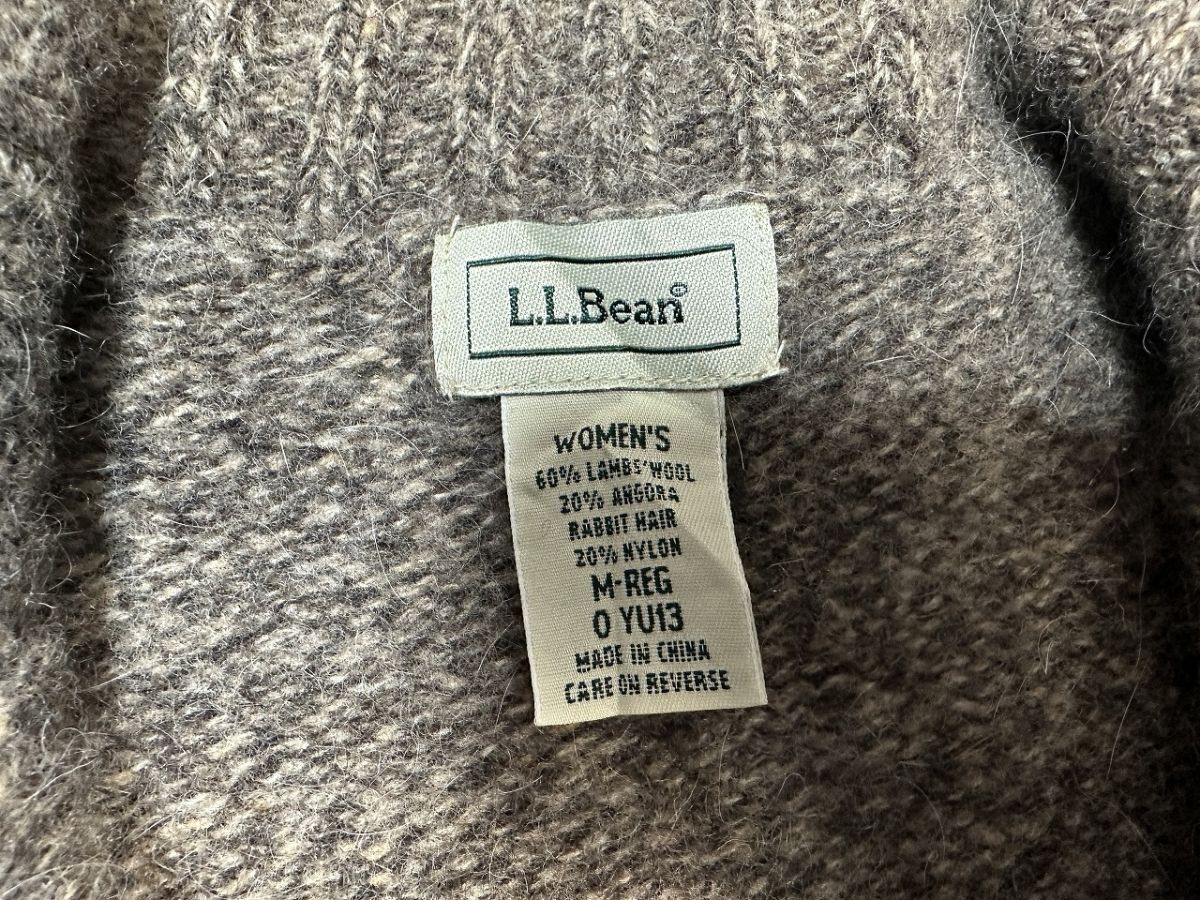 L.L.Bean®
WOMEN'S
60% LAMBS'WOOL
20% ANGORA
RABBIT HAIR
20% NYLON
M-REG
0 YU13
MADE IN CHINA
CARE ON REVERSE